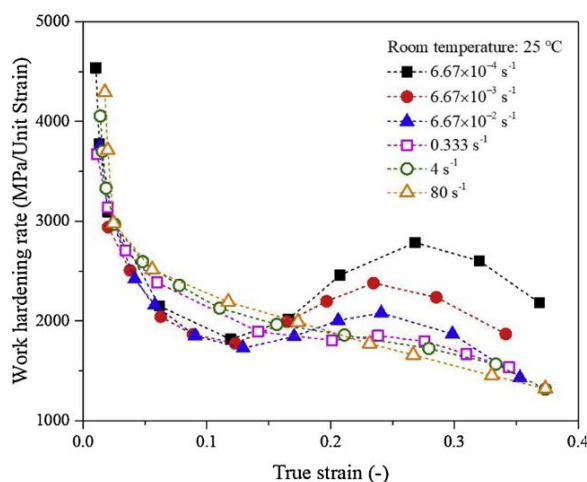 5000
4000
3000
2000
1000
Work hardening rate (MPa/Unit Strain)
Room temperature: 25 °C
6.67×10⁻⁴ s⁻¹
6.67×10⁻³ s⁻¹
6.67×10⁻² s⁻¹
0.333 s⁻¹
4 s⁻¹
80 s⁻¹
0.0 0.1 0.2 0.3 0.4
True strain (-)